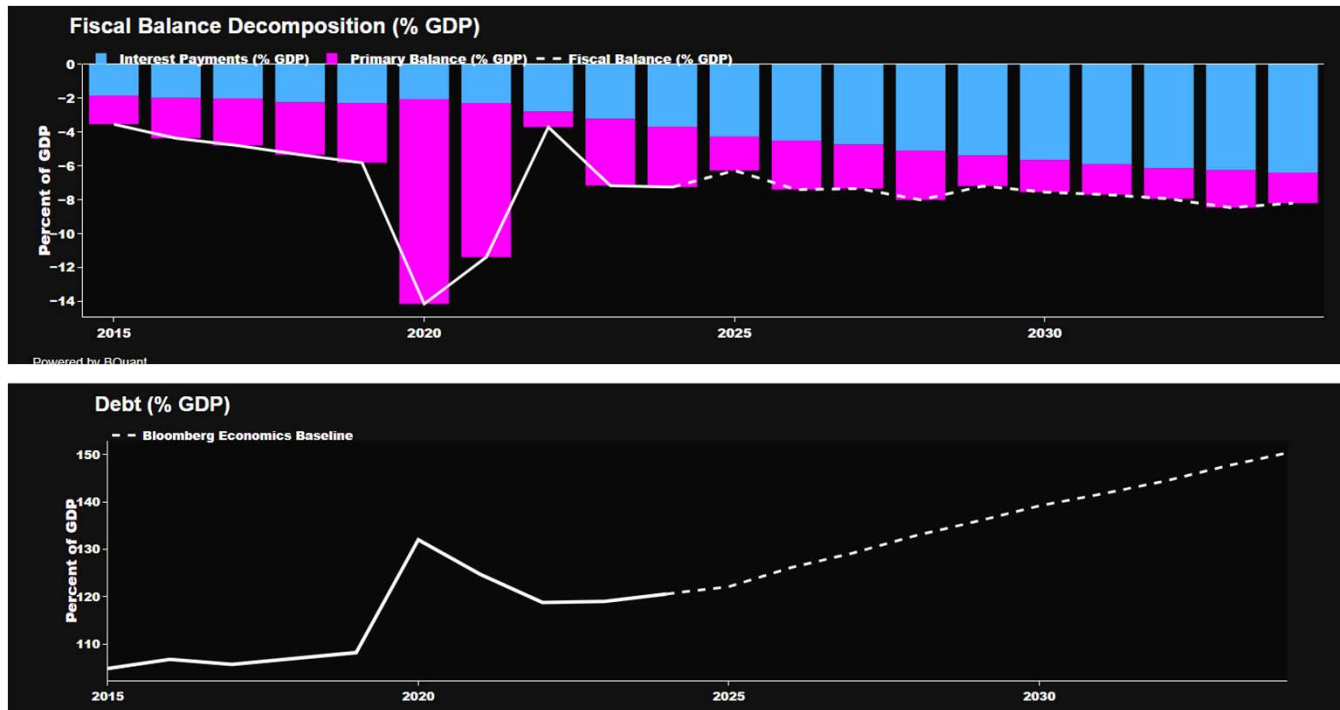 Fiscal Balance Decomposition (% GDP)
Interest Payments (% GDP) Primary Balance (% GDP) Fiscal Balance (% GDP)
Percent of GDP
0
−2
−4
−6
−8
−10
−12
−14
2015 2020 2025 2030
Powered by BQuant
Debt (% GDP)
Bloomberg Economics Baseline
Percent of GDP
150
140
130
120
110
2015 2020 2025 2030